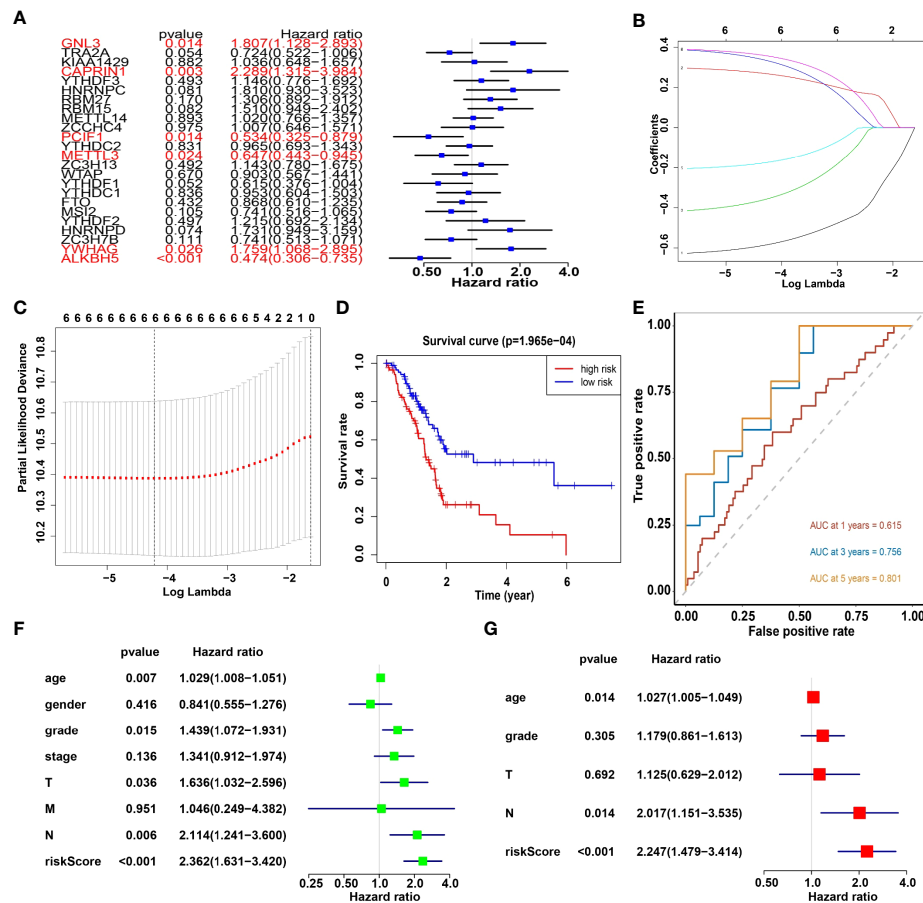 A
pvalue Hazard ratio
GNL3 0.014 1.807(1.128−2.893)
TRA2A 0.054 0.724(0.522−1.006)
KIAA1429 0.882 1.036(0.648−1.657)
CAPRIN1 0.003 2.289(1.315−3.984)
YTHDF3 0.493 1.146(0.776−1.692)
HNRNPC 0.081 1.810(0.930−3.523)
RBM27 0.170 1.306(0.892−1.912)
RBM15 0.082 1.510(0.949−2.402)
METTL14 0.893 1.020(0.766−1.357)
ZCCHC4 0.975 1.007(0.646−1.571)
PCIF1 0.014 0.534(0.325−0.879)
YTHDC2 0.831 0.965(0.693−1.343)
METTL3 0.024 0.647(0.443−0.945)
ZC3H13 0.492 1.143(0.780−1.675)
WTAP 0.670 0.903(0.567−1.441)
YTHDF1 0.052 0.615(0.376−1.004)
YTHDC1 0.836 0.953(0.604−1.503)
FTO 0.432 0.868(0.610−1.235)
MSI2 0.105 0.741(0.516−1.065)
YTHDF2 0.497 1.215(0.692−2.134)
HNRNPD 0.074 1.731(0.949−3.159)
ZC3H7B 0.111 0.741(0.513−1.071)
YWHAG 0.026 1.759(1.068−2.895)
ALKBH5 <0.001 0.474(0.306−0.735)
0.50 1.0 2.0 4.0
Hazard ratio
B
6 6 6 2
0.4
0.2
0.0
−0.2
−0.4
−0.6
Coefficients
−5 −4 −3 −2
Log Lambda
C
6 6 6 6 6 6 6 6 6 6 6 6 6 6 5 4 2 2 1 0
10.8
10.7
10.6
10.5
10.4
10.3
10.2
Partial Likelihood Deviance
−5 −4 −3 −2
Log Lambda
D
Survival curve (p=1.965e−04)
high risk
low risk
1.0
0.8
0.6
0.4
0.2
0.0
Survival rate
0 2 4 6
Time (year)
E
1.00
0.75
0.50
0.25
0.00
True positive rate
AUC at 1 years = 0.615
AUC at 3 years = 0.756
AUC at 5 years = 0.801
0.00 0.25 0.50 0.75 1.00
False positive rate
F
pvalue Hazard ratio
age 0.007 1.029(1.008−1.051)
gender 0.416 0.841(0.555−1.276)
grade 0.015 1.439(1.072−1.931)
stage 0.136 1.341(0.912−1.974)
T 0.036 1.636(1.032−2.596)
M 0.951 1.046(0.249−4.382)
N 0.006 2.114(1.241−3.600)
riskScore <0.001 2.362(1.631−3.420)
0.25 0.50 1.0 2.0 4.0
Hazard ratio
G
pvalue Hazard ratio
age 0.014 1.027(1.005−1.049)
grade 0.305 1.179(0.861−1.613)
T 0.692 1.125(0.629−2.012)
N 0.014 2.017(1.151−3.535)
riskScore <0.001 2.247(1.479−3.414)
0.50 1.0 2.0 4.0
Hazard ratio